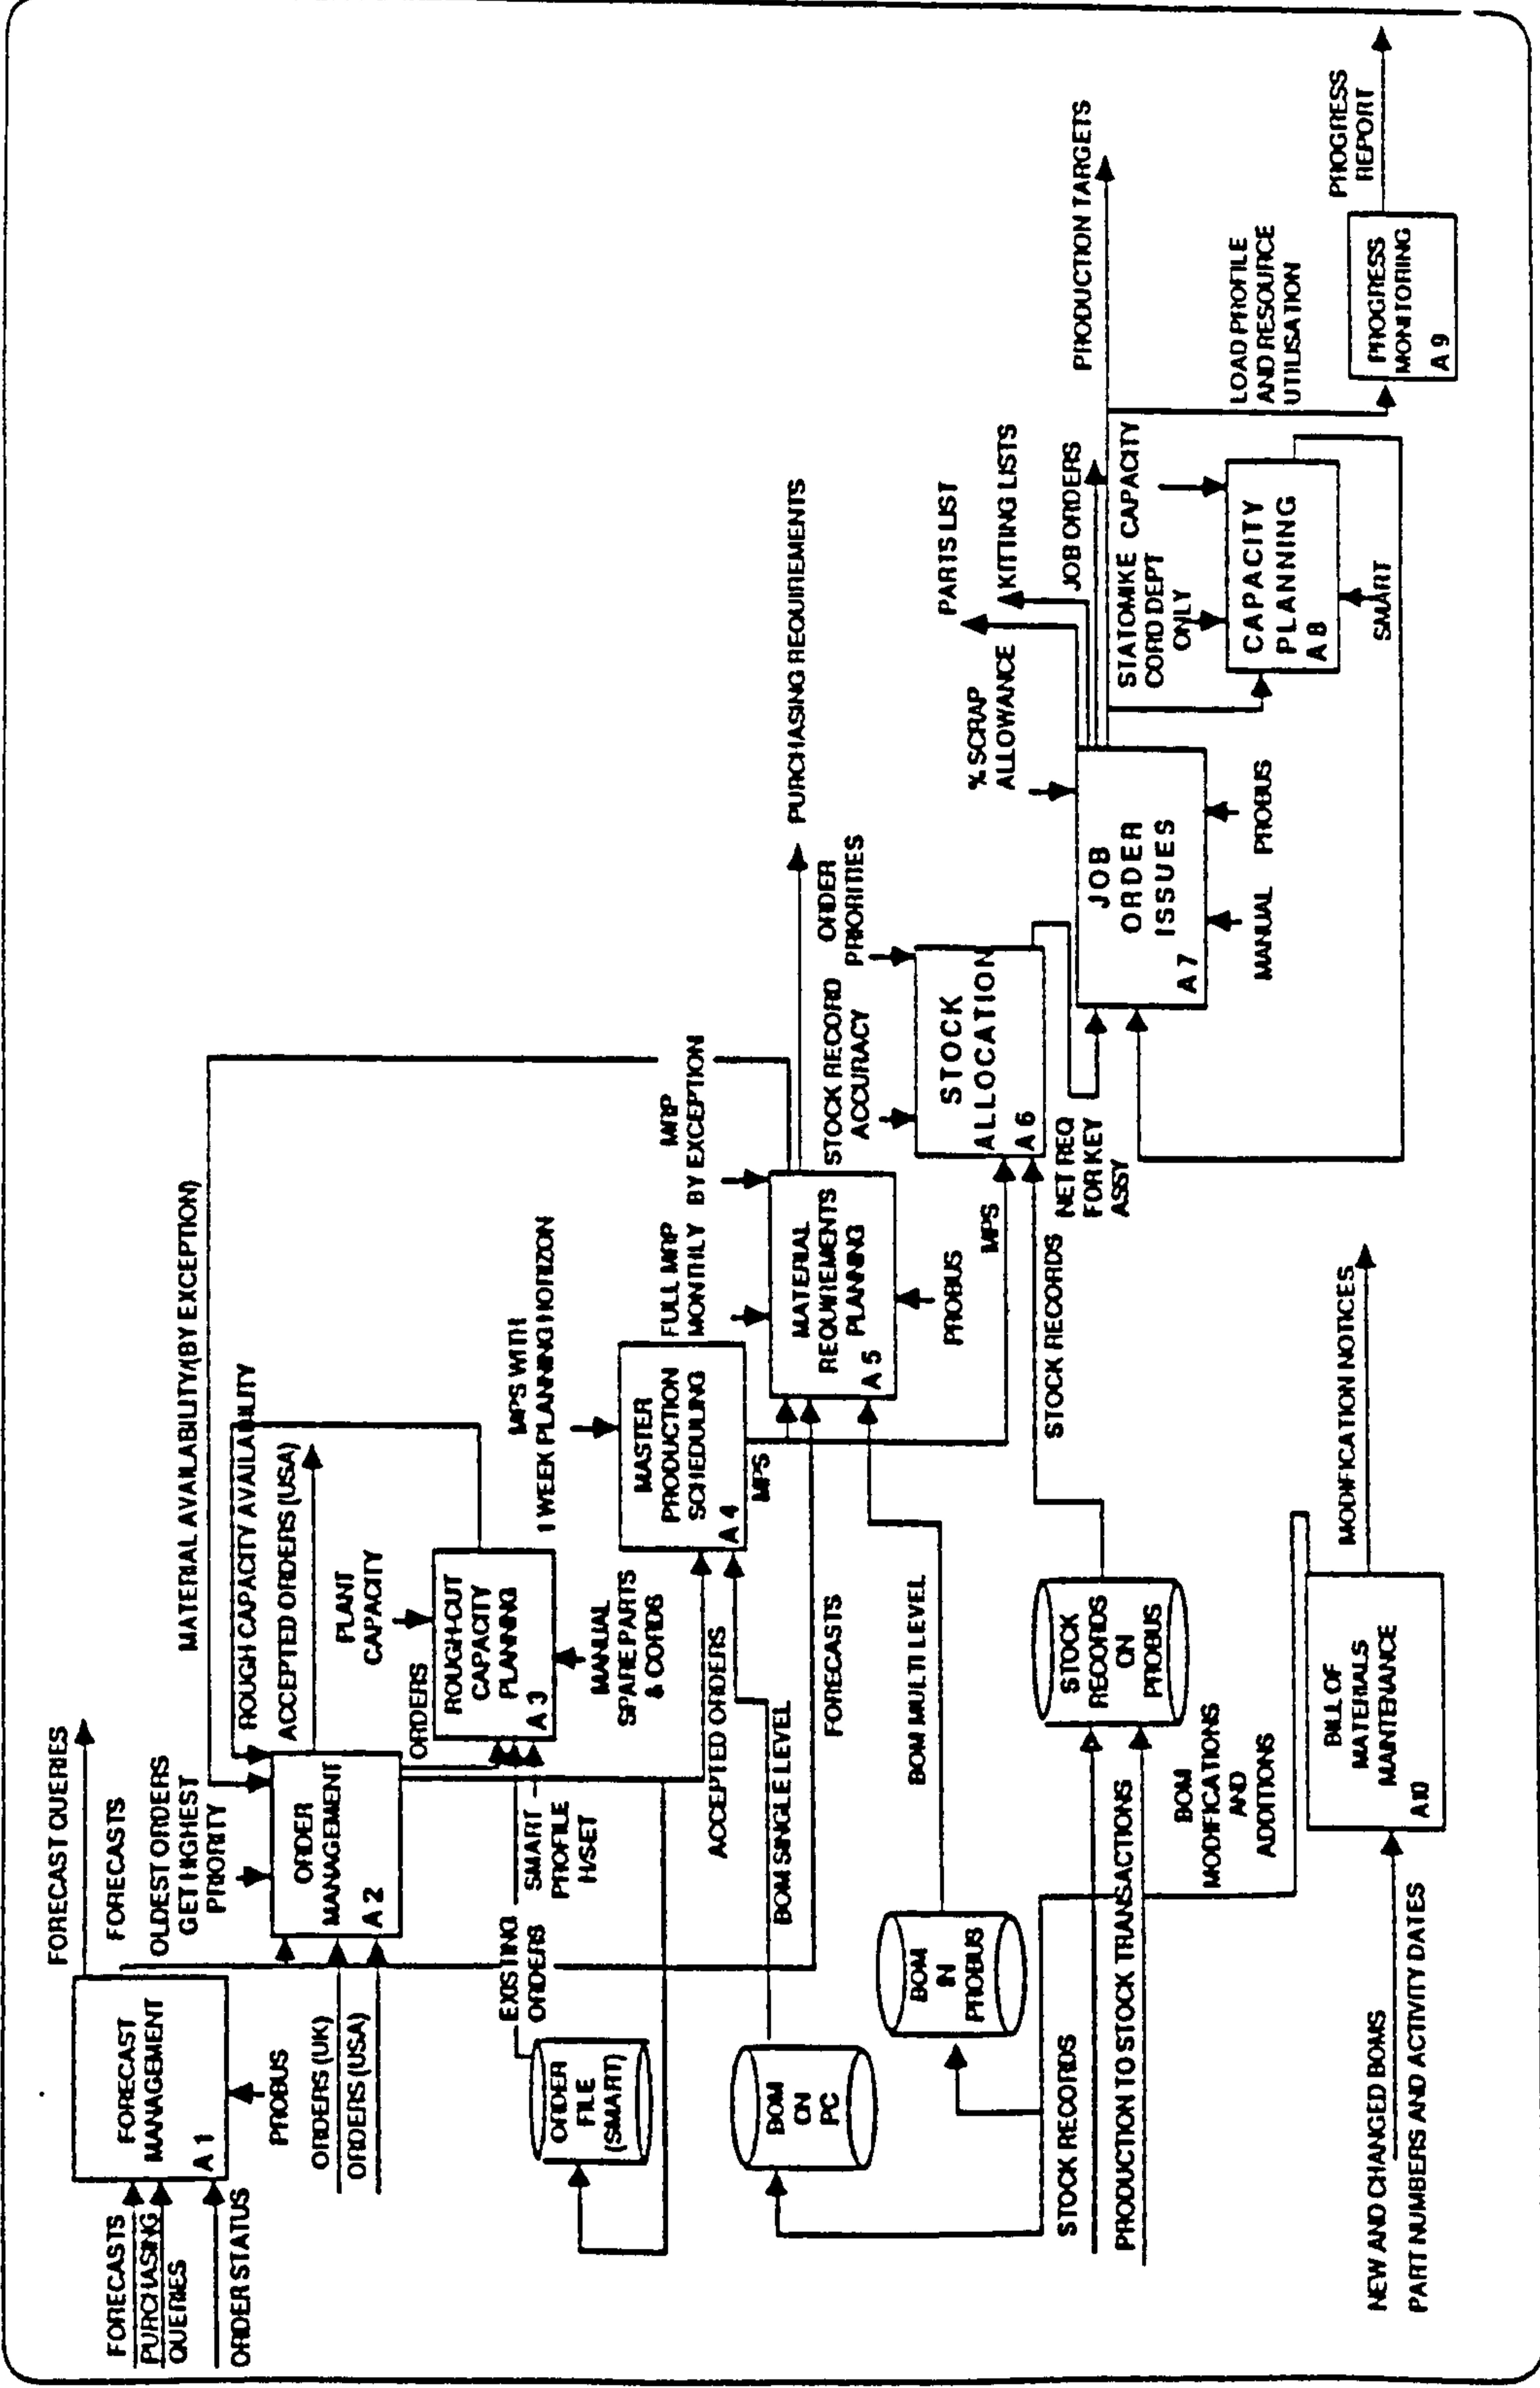 FORECASTS
PURCHASING
QUERIES
ORDER STATUS
FORECAST
MANAGEMENT
A 1
PROBUS
FORECAST QUERIES
FORECASTS
OLDEST ORDERS
GET HIGHEST
PRIORITY
ORDERS (UK)
ORDERS (USA)
ORDER
MANAGEMENT
A 2
MATERIAL AVAILABILITY(BY EXCEPTION)
ROUGH CAPACITY AVAILABILITY
ACCEPTED ORDERS (USA)
PLANT
CAPACITY
ORDERS
ROUGH-CUT
CAPACITY
PLANNING
A 3
MANUAL
SPARE PARTS
& CORDS
EXISTING
ORDERS
SMART
PROFILE
H/SET
ORDER
FILE
(SMART)
ACCEPTED ORDERS
BOM SINGLE LEVEL
MPS WITH
1 WEEK PLANNING HORIZON
MASTER
PRODUCTION
SCHEDULING
A 4
MPS
FORECASTS
BOM
ON
PC
BOM
IN
PROBUS
BOM MULTI LEVEL
FULL MRP
MONTHLY
MRP
BY EXCEPTION
MATERIAL
REQUIREMENTS
PLANNING
A 5
PROBUS
PURCHASING REQUIREMENTS
STOCK RECORD
ACCURACY
ORDER
PRIORITIES
STOCK
ALLOCATION
A 6
MPS
STOCK RECORDS
NET REQ
FOR KEY
ASSY
STOCK
RECORDS
ON
PROBUS
STOCK RECORDS
PRODUCTION TO STOCK TRANSACTIONS
% SCRAP
ALLOWANCE
PARTS LIST
KITTING LISTS
JOB ORDERS
PRODUCTION TARGETS
JOB
ORDER
ISSUES
A 7
MANUAL
PROBUS
STATOMIKE
CORD DEPT
ONLY
CAPACITY
CAPACITY
PLANNING
A 8
SMART
LOAD PROFILE
AND RESOURCE
UTILISATION
PROGRESS
MONITORING
A 9
PROGRESS
REPORT
BOM
MODIFICATIONS
AND
ADDITIONS
BILL OF
MATERIALS
MAINTENANCE
A10
MODIFICATION NOTICES
NEW AND CHANGED BOMS
PART NUMBERS AND ACTIVITY DATES